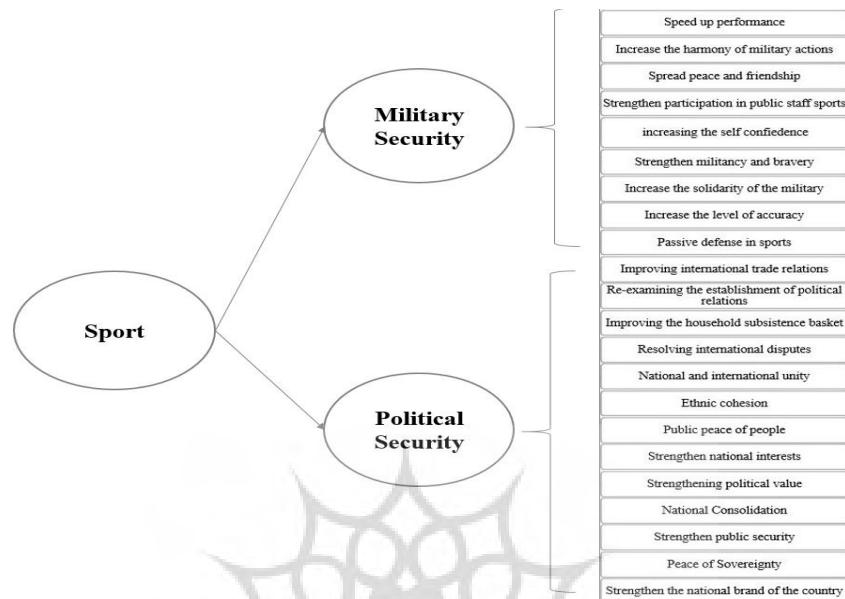 Speed up performance
Increase the harmony of military actions
Spread peace and friendship
Strengthen participation in public staff sports
increasing the self confiedence
Strengthen militancy and bravery
Increase the solidarity of the military
Increase the level of accuracy
Passive defense in sports
Improving international trade relations
Re-examining the establishment of political
relations
Improving the household subsistence basket
Resolving international disputes
National and international unity
Ethnic cohesion
Public peace of people
Strengthen national interests
Strengthening political value
National Consolidation
Strengthen public security
Peace of Sovereignty
Strengthen the national brand of the country
Military
Security
Sport
Political
Security